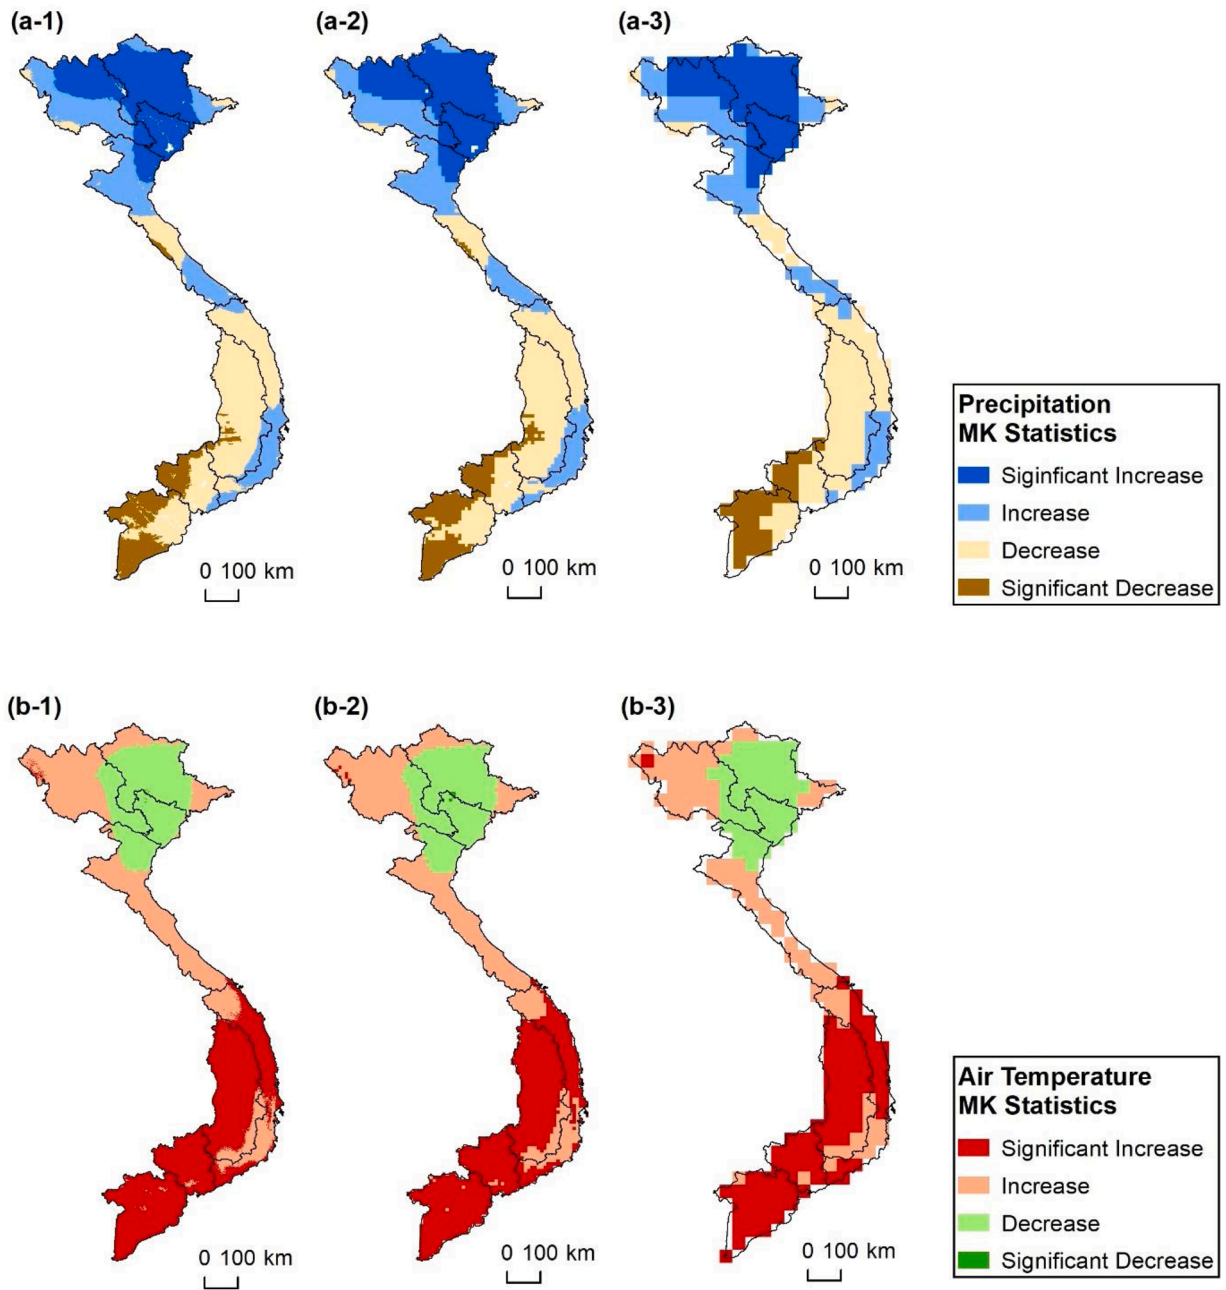 (a-1)
(a-2)
(a-3)
Precipitation
MK Statistics
Siginficant Increase
Increase
Decrease
Significant Decrease
0 100 km
0 100 km
0 100 km
(b-1)
(b-2)
(b-3)
Air Temperature
MK Statistics
Significant Increase
Increase
Decrease
Significant Decrease
0 100 km
0 100 km
0 100 km